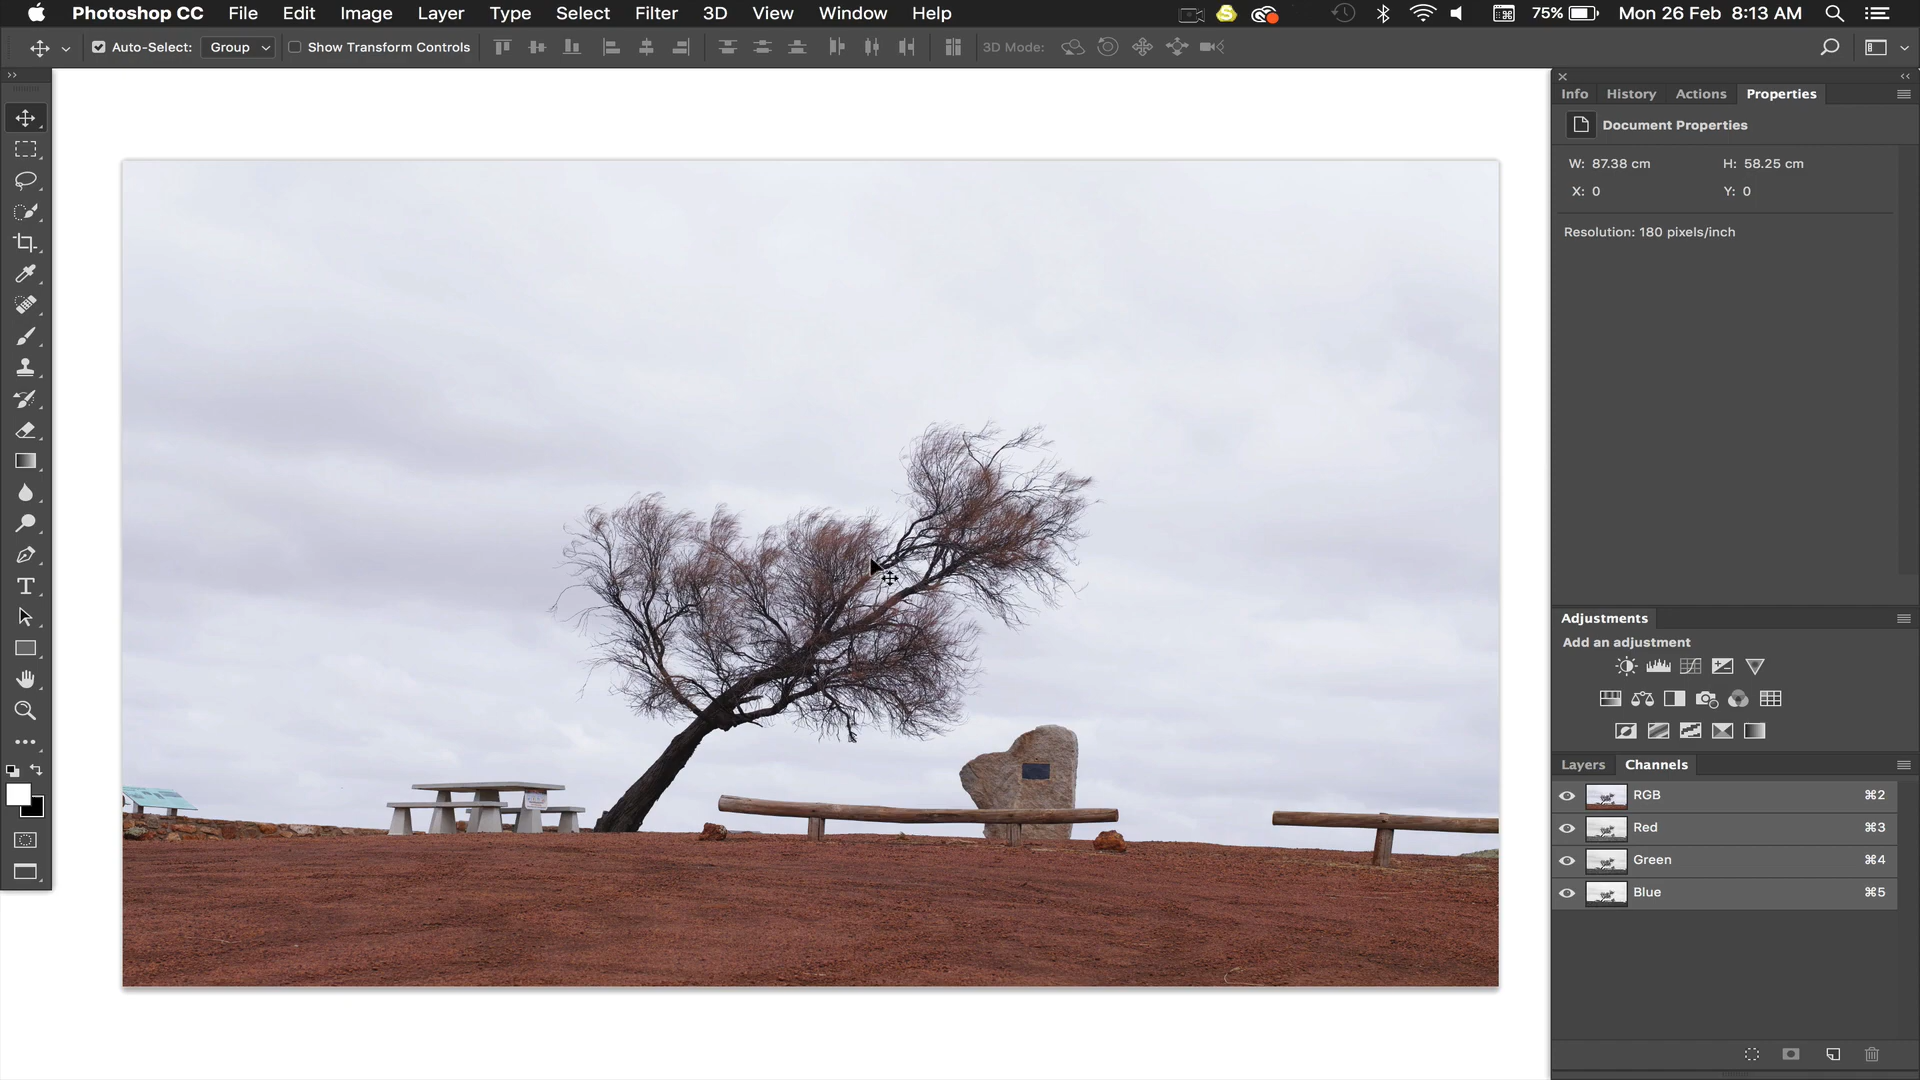 Photoshop CC File Edit Image Layer Type Select Filter 3D View Window Help 75% Mon 26 Feb 8:13 AM
Auto-Select: Group Show Transform Controls 3D Mode:
Info History Actions Properties
Document Properties
W: 87.38 cm H: 58.25 cm
X: 0 Y: 0
Resolution: 180 pixels/inch
Adjustments
Add an adjustment
Layers Channels
RGB ⌘2
Red ⌘3
Green ⌘4
Blue ⌘5